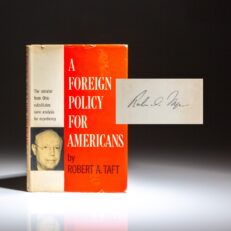 A
FOREIGN
POLICY
FOR
AMERICANS
by
ROBERT A. TAFT
The senator
from Ohio
substitutes
sane analysis
for expediency